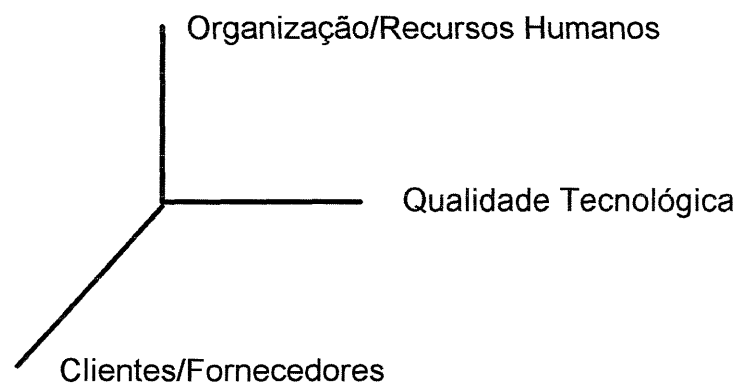 Organização/Recursos Humanos
Qualidade Tecnológica
Clientes/Fornecedores